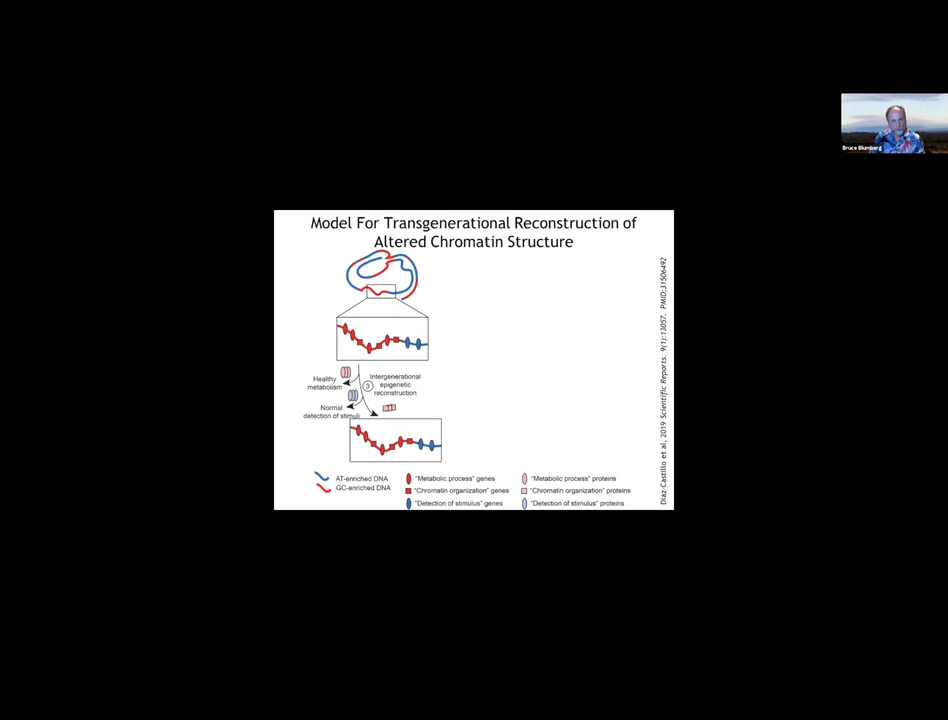 Bruce Blumberg
Model For Transgenerational Reconstruction of
Altered Chromatin Structure
Healthy
metabolism
3
Intergenerational
epigenetic
reconstruction
Normal
detection of stimuli
AT-enriched DNA
GC-enriched DNA
"Metabolic process" genes
"Chromatin organization" genes
"Detection of stimulus" genes
"Metabolic process" proteins
"Chromatin organization" proteins
"Detection of stimulus" proteins
Diaz-Castillo et al, 2019 Scientific Reports. 9(1):13057. PMID:31506492